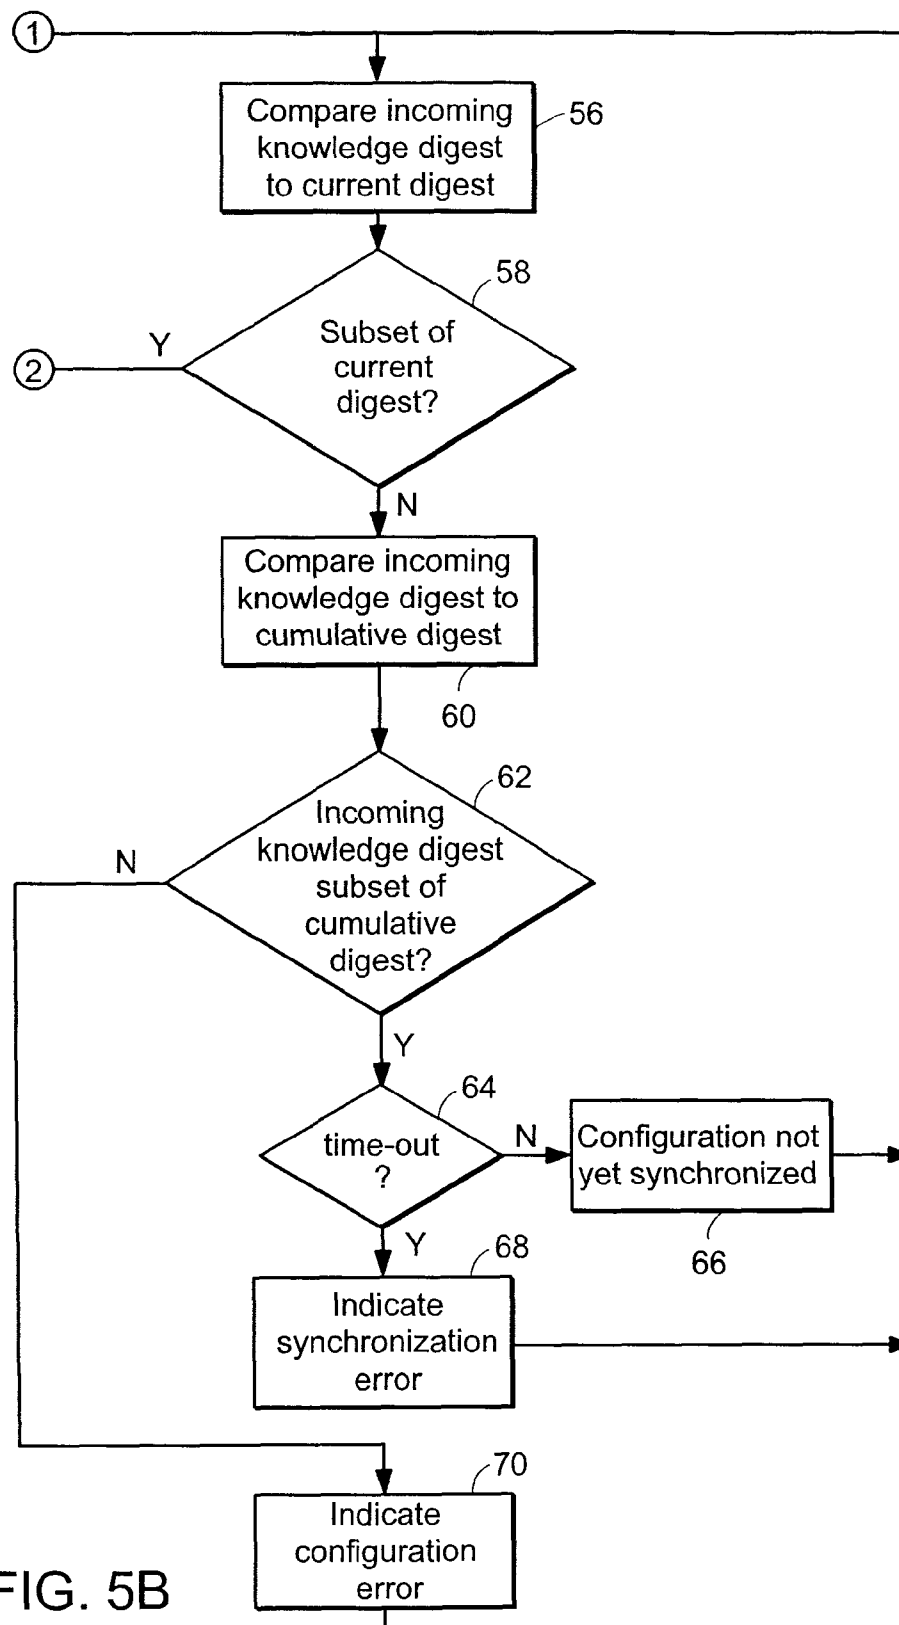 1
Compare incoming
knowledge digest
to current digest
56
58
Subset of
current
digest?
Y
2
N
Compare incoming
knowledge digest to
cumulative digest
60
62
Incoming
knowledge digest
subset of
cumulative
digest?
N
Y
64
time-out
?
N
Configuration not
yet synchronized
66
Y
68
Indicate
synchronization
error
70
Indicate
configuration
error
FIG. 5B